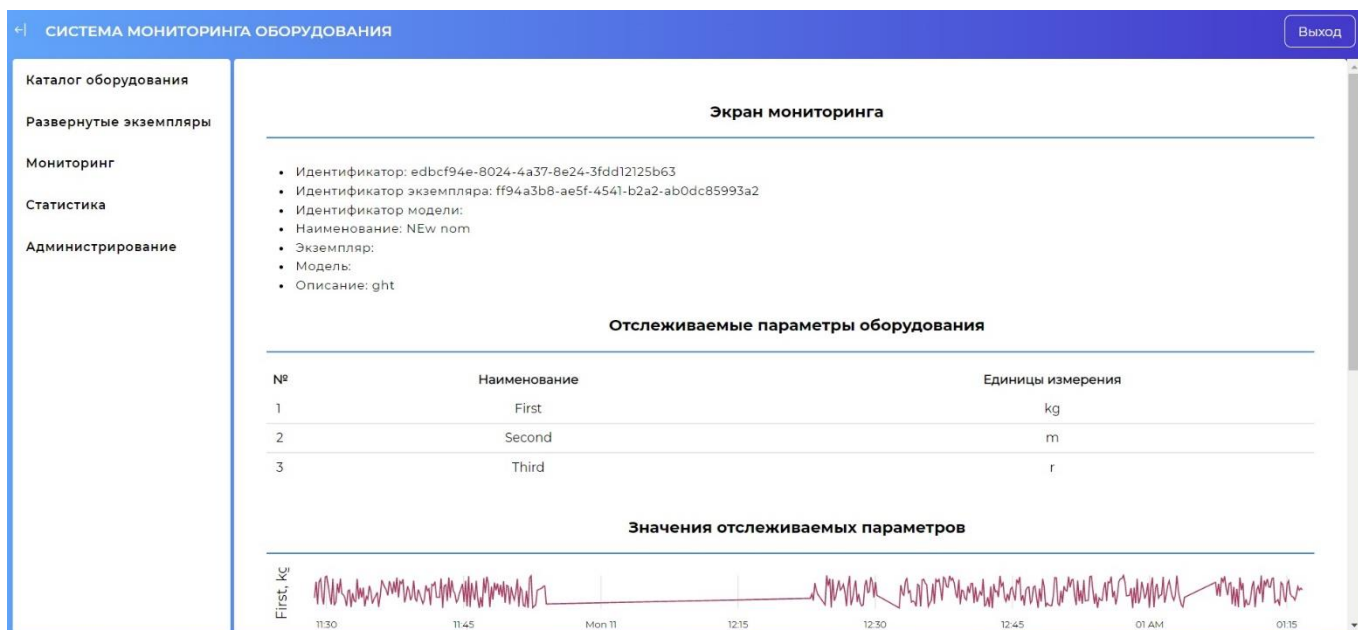 СИСТЕМА МОНИТОРИНГА ОБОРУДОВАНИЯ
Выход
Каталог оборудования
Развернутые экземпляры
Мониторинг
Статистика
Администрирование
Экран мониторинга
Идентификатор: edbcf94e-8024-4a37-8e24-3fdd12125b63
Идентификатор экземпляра: ff94a3b8-ae5f-4541-b2a2-ab0dc85993a2
Идентификатор модели:
Наименование: NEw nom
Экземпляр:
Модель:
Описание: ght
Отслеживаемые параметры оборудования
№ Наименование Единицы измерения
1 First kg
2 Second m
3 Third r
Значения отслеживаемых параметров
First, kg
11:30 11:45 Mon 11 12:15 12:30 12:45 01 AM 01:15